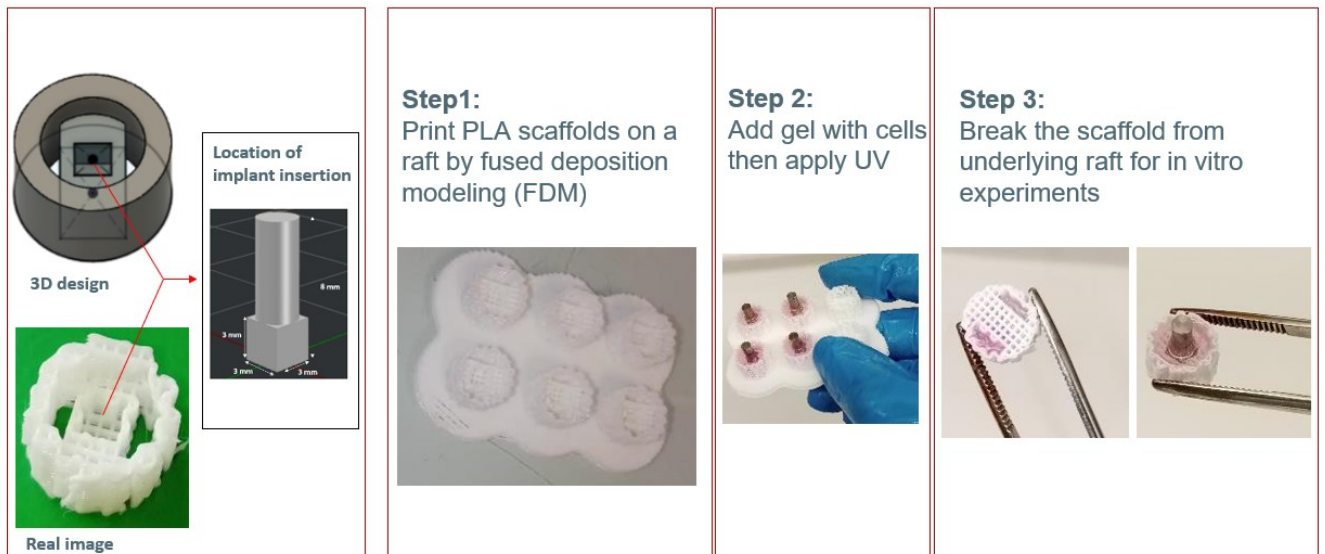 3D design
Real image
Location of
implant insertion
8 mm
3 mm
3 mm
3 mm
Step1:
Print PLA scaffolds on a
raft by fused deposition
modeling (FDM)
Step 2:
Add gel with cells
then apply UV
Step 3:
Break the scaffold from
underlying raft for in vitro
experiments